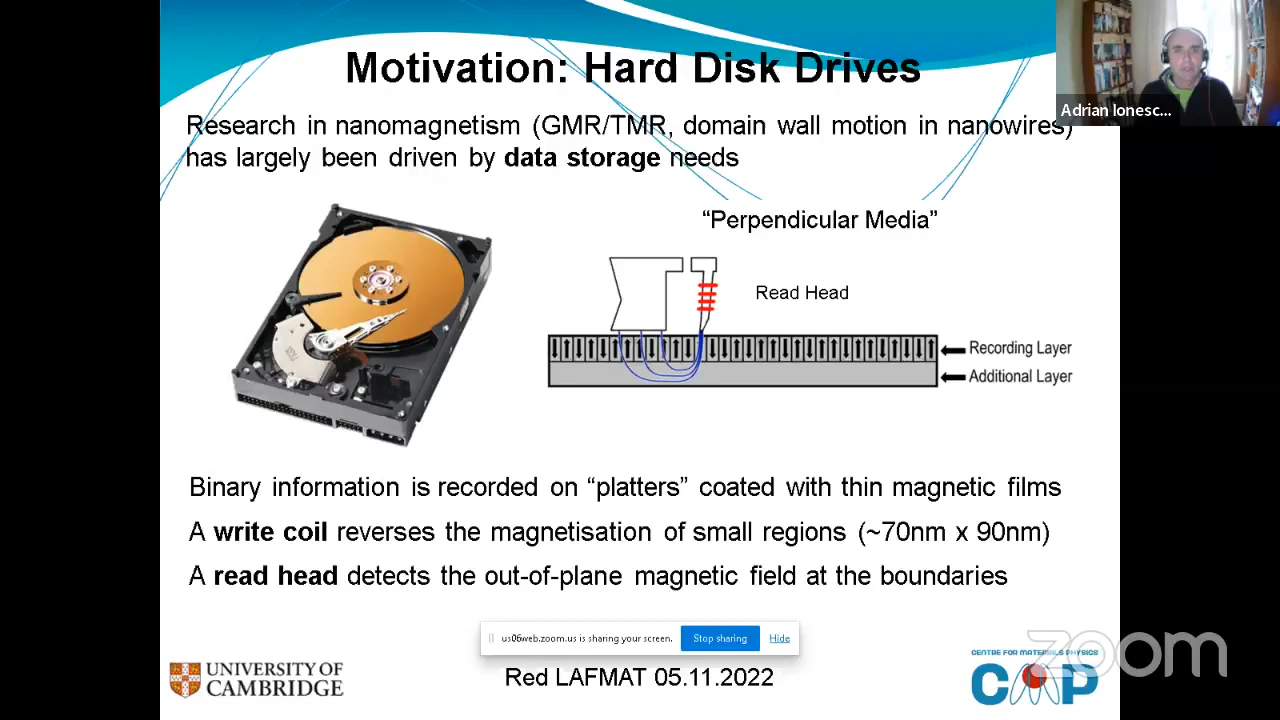 Motivation: Hard Disk Drives
Adrian Ionesc...
Research in nanomagnetism (GMR/TMR, domain wall motion in nanowires)
has largely been driven by data storage needs
“Perpendicular Media”
Read Head
Recording Layer
Additional Layer
Binary information is recorded on “platters” coated with thin magnetic films
A write coil reverses the magnetisation of small regions (~70nm x 90nm)
A read head detects the out-of-plane magnetic field at the boundaries
us06web.zoom.us is sharing your screen.
Stop sharing
Hide
UNIVERSITY OF
CAMBRIDGE
Red LAFMAT 05.11.2022
CENTRE FOR MATERIALS PHYSICS
CMP
zoom